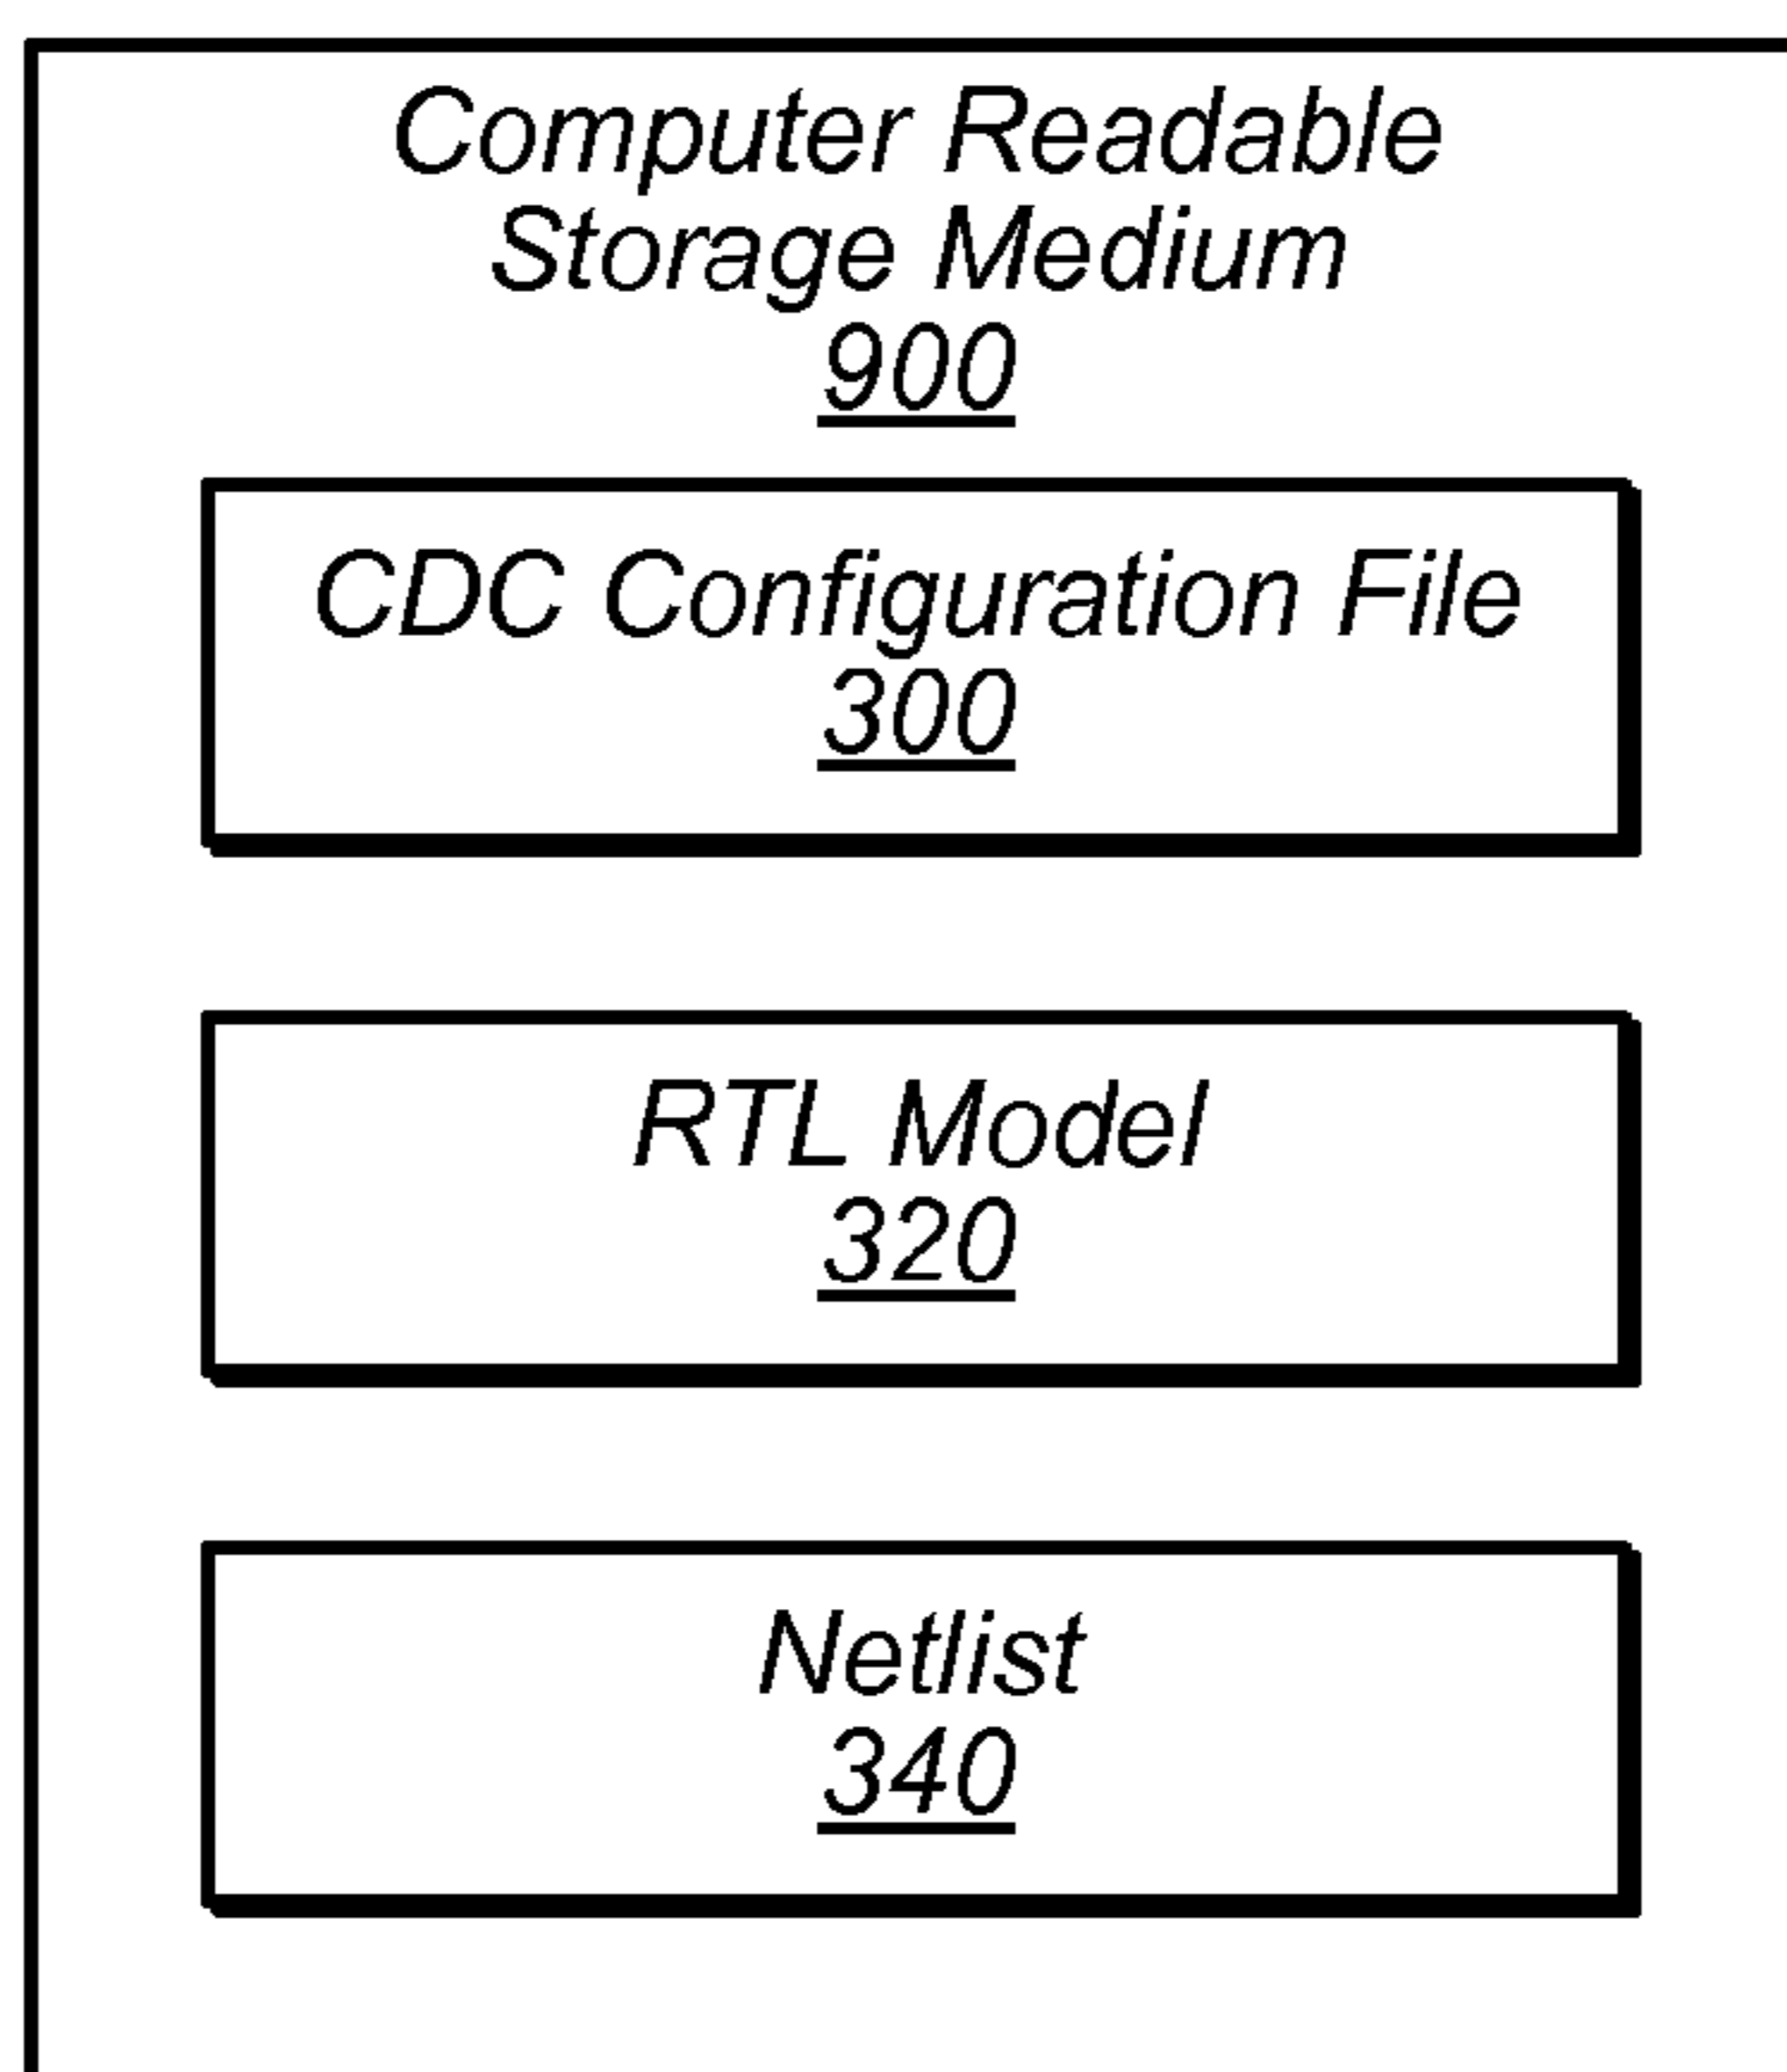 Computer Readable
Storage Medium
900
CDC Configuration File
300
RTL Model
320
Netlist
340